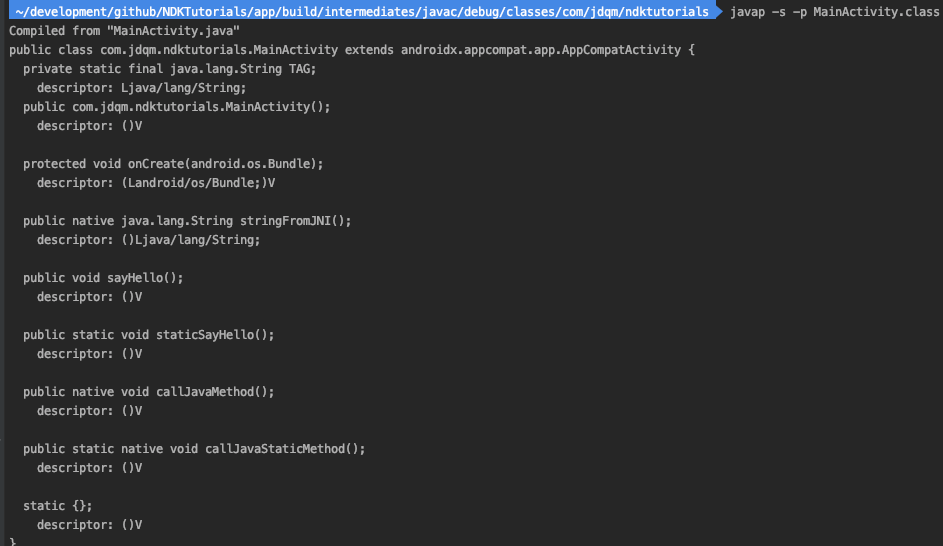 ~/development/github/NDKTutorials/app/build/intermediates/javac/debug/classes/com/jdqm/ndktutorials javap -s -p MainActivity.class
Compiled from "MainActivity.java"
public class com.jdqm.ndktutorials.MainActivity extends androidx.appcompat.app.AppCompatActivity {
  private static final java.lang.String TAG;
    descriptor: Ljava/lang/String;
  public com.jdqm.ndktutorials.MainActivity();
    descriptor: ()V

  protected void onCreate(android.os.Bundle);
    descriptor: (Landroid/os/Bundle;)V

  public native java.lang.String stringFromJNI();
    descriptor: ()Ljava/lang/String;

  public void sayHello();
    descriptor: ()V

  public static void staticSayHello();
    descriptor: ()V

  public native void callJavaMethod();
    descriptor: ()V

  public static native void callJavaStaticMethod();
    descriptor: ()V

  static {};
    descriptor: ()V
}